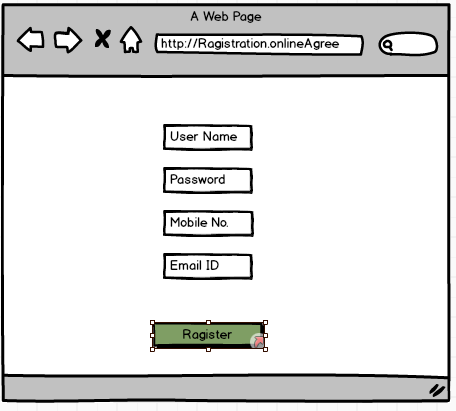 A Web Page
http://Ragistration.onlineAgree
User Name
Password
Mobile No.
Email ID
Ragister